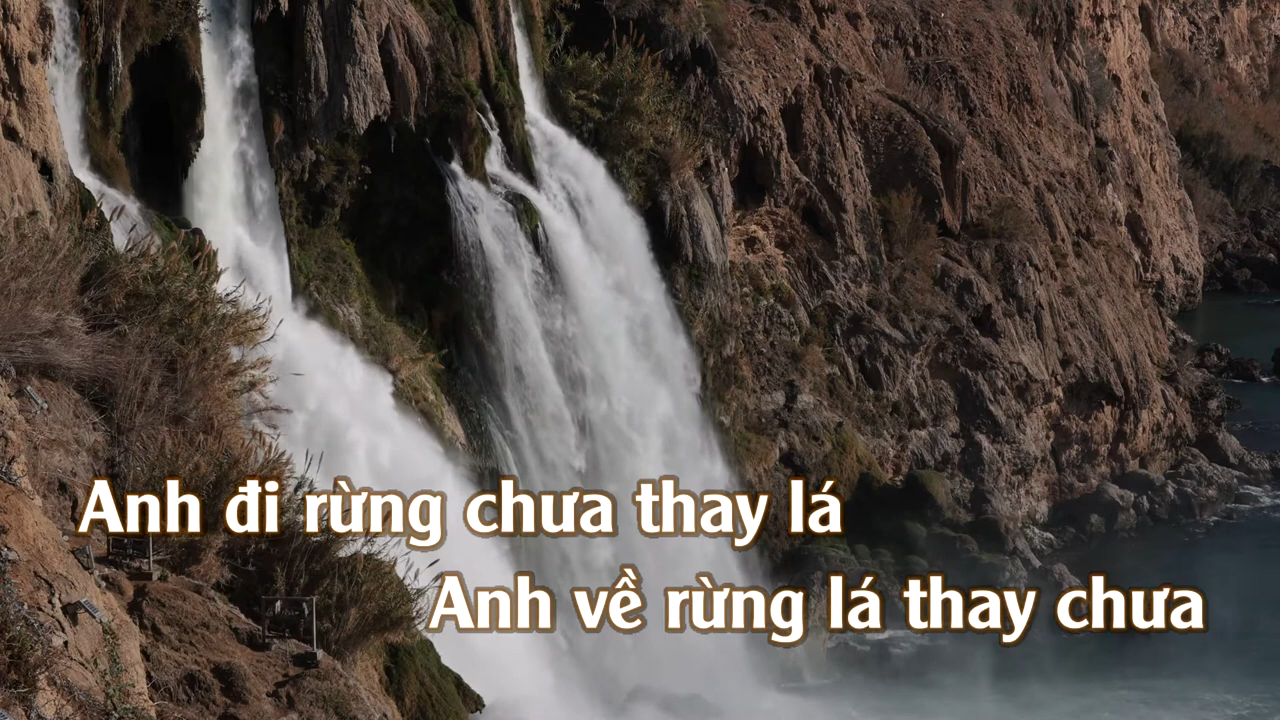 Anh đi rừng chưa thay lá
Anh về rừng lá thay chưa